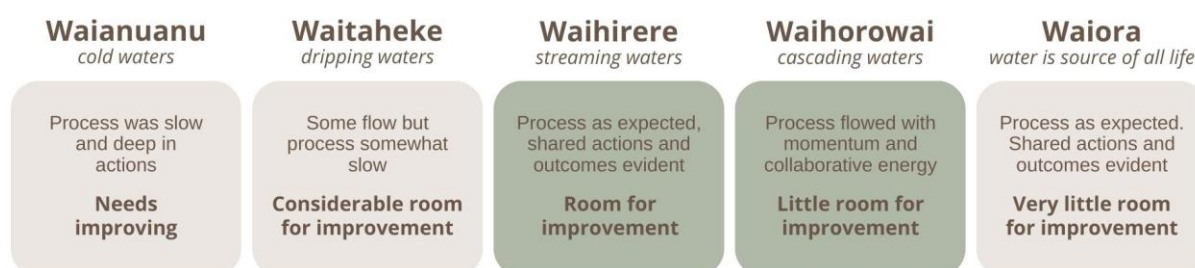 Waianuanu
cold waters
Process was slow
and deep in
actions
Needs
improving
Waitaheke
dripping waters
Some flow but
process somewhat
slow
Considerable room
for improvement
Waihirere
streaming waters
Process as expected,
shared actions and
outcomes evident
Room for
improvement
Waihorowai
cascading waters
Process flowed with
momentum and
collaborative energy
Little room for
improvement
Waiora
water is source of all life
Process as expected.
Shared actions and
outcomes evident
Very little room
for improvement